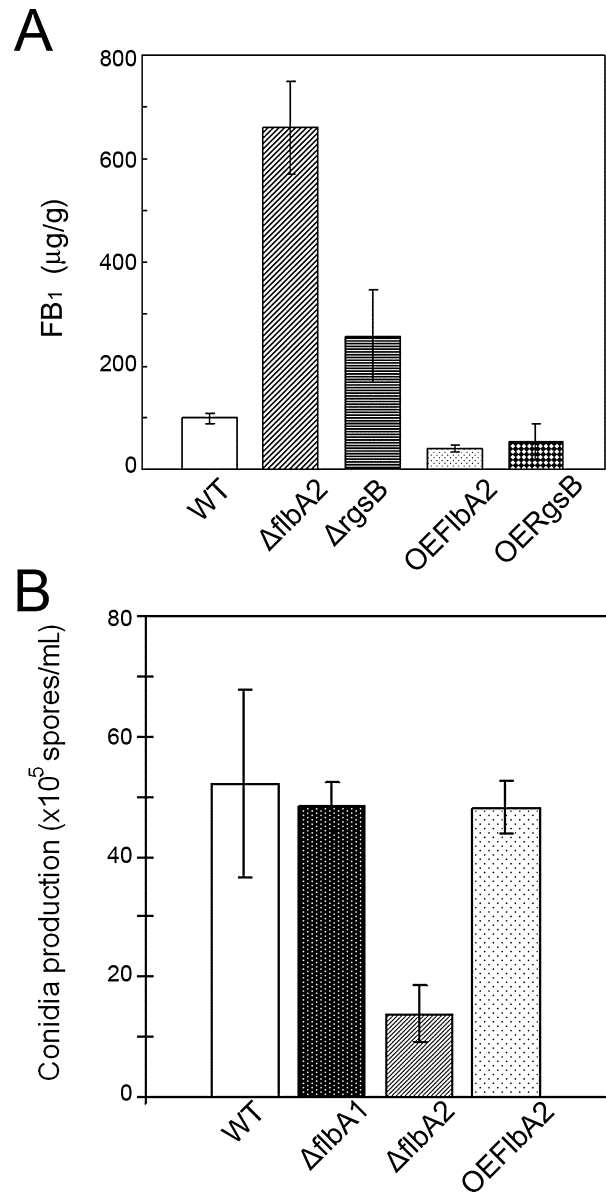 A
800
600
400
200
0
FB1 (μg/g)
WT
ΔflbA2
ΔrgsB
OEFlbA2
OERgsB
B
80
60
40
20
0
Conidia production (x10⁵ spores/mL)
WT
ΔflbA1
ΔflbA2
OEFlbA2